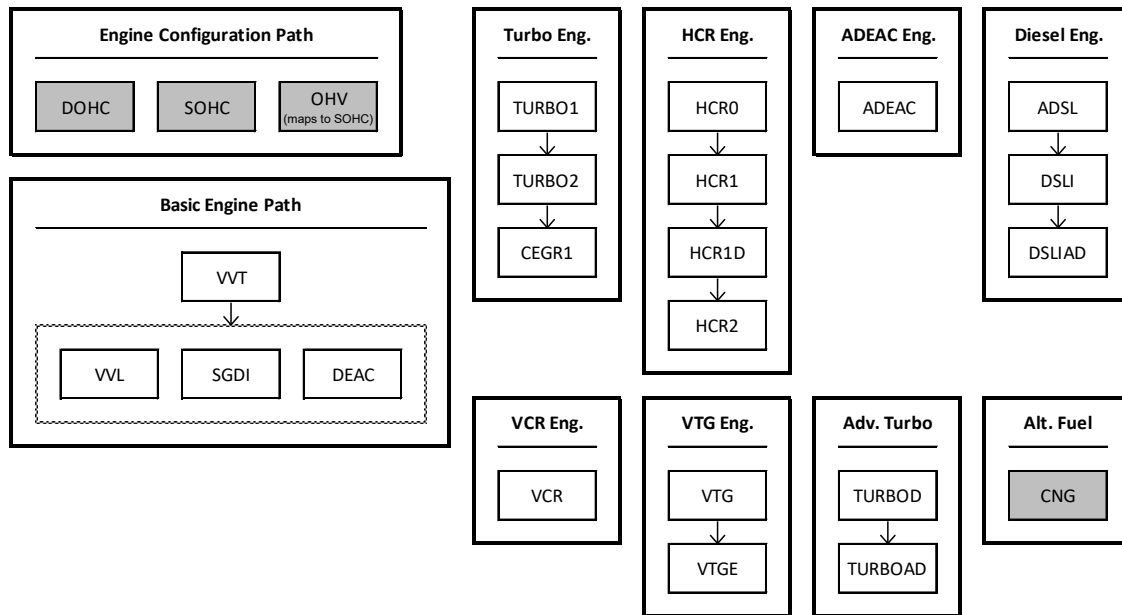 Engine Configuration Path
DOHC
SOHC
OHV
(maps to SOHC)
Basic Engine Path
VVT
VVL
SGDI
DEAC
Turbo Eng.
TURBO1
TURBO2
CEGR1
HCR Eng.
HCR0
HCR1
HCR1D
HCR2
ADEAC Eng.
ADEAC
Diesel Eng.
ADSL
DSLI
DSLIAD
VCR Eng.
VCR
VTG Eng.
VTG
VTGE
Adv. Turbo
TURBOD
TURBOAD
Alt. Fuel
CNG